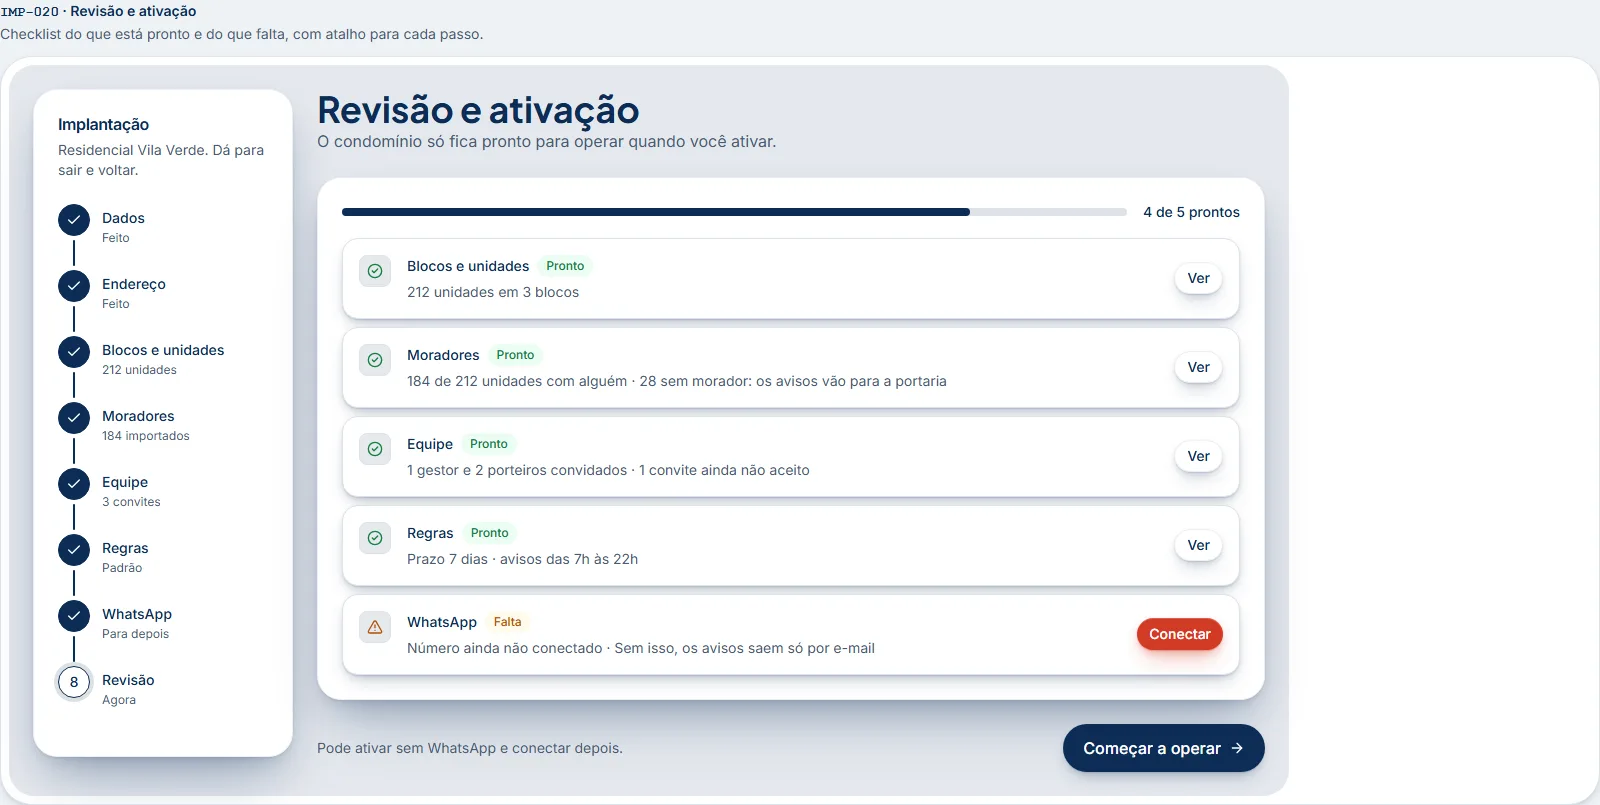 IMP-020 · Revisão e ativação
Checklist do que está pronto e do que falta, com atalho para cada passo.
Implantação
Residencial Vila Verde. Dá para
sair e voltar.
Dados
Feito
Endereço
Feito
Blocos e unidades
212 unidades
Moradores
184 importados
Equipe
3 convites
Regras
Padrão
WhatsApp
Para depois
8
Revisão
Agora
Revisão e ativação
O condomínio só fica pronto para operar quando você ativar.
4 de 5 prontos
Blocos e unidades Pronto
212 unidades em 3 blocos
Ver
Moradores Pronto
184 de 212 unidades com alguém · 28 sem morador: os avisos vão para a portaria
Ver
Equipe Pronto
1 gestor e 2 porteiros convidados · 1 convite ainda não aceito
Ver
Regras Pronto
Prazo 7 dias · avisos das 7h às 22h
Ver
WhatsApp Falta
Número ainda não conectado · Sem isso, os avisos saem só por e-mail
Conectar
Pode ativar sem WhatsApp e conectar depois.
Começar a operar →